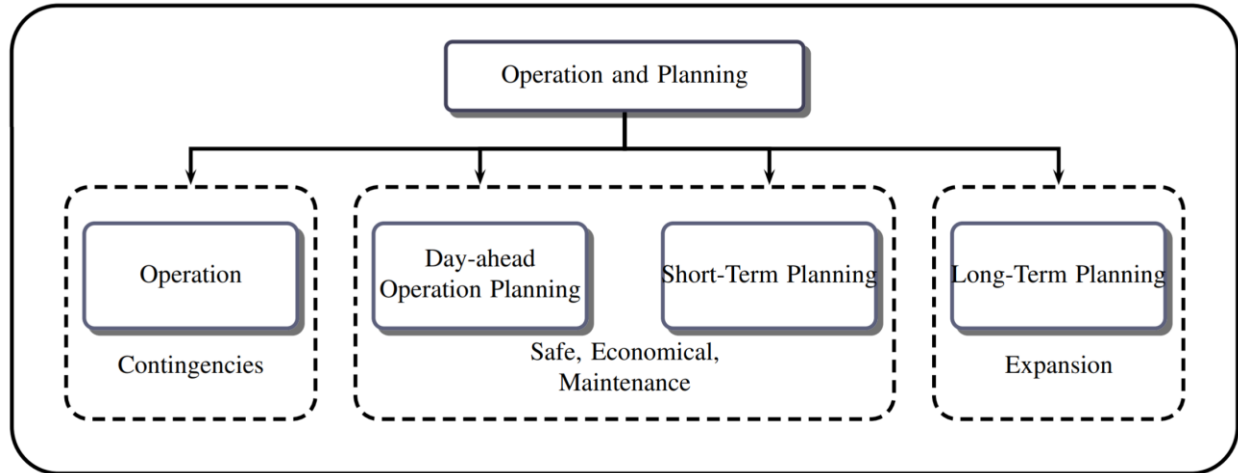 Operation and Planning
Operation
Contingencies
Day-ahead
Operation Planning
Short-Term Planning
Safe, Economical,
Maintenance
Long-Term Planning
Expansion